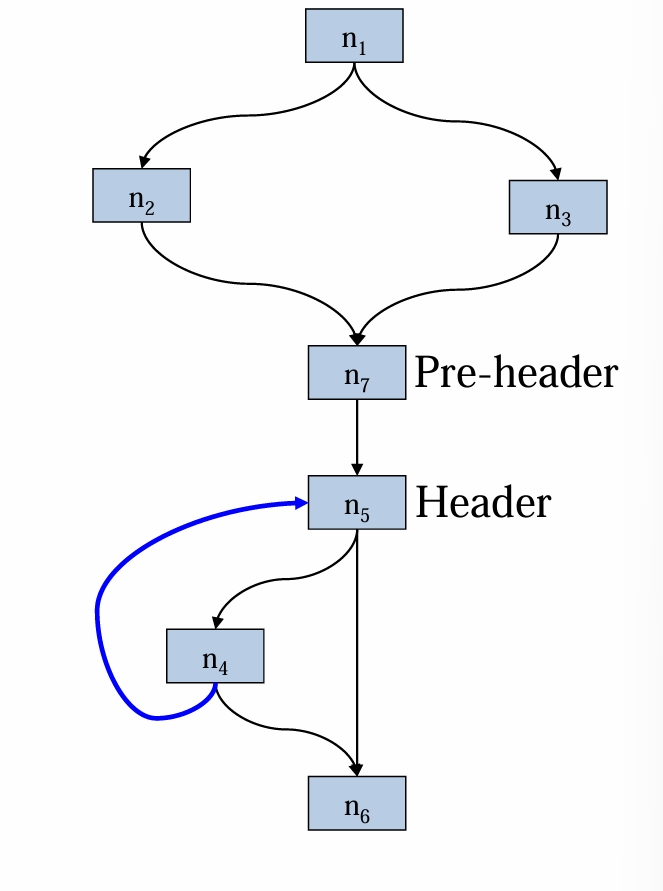 n₁
n₂
n₃
n₇ Pre-header
n₅ Header
n₄
n₆